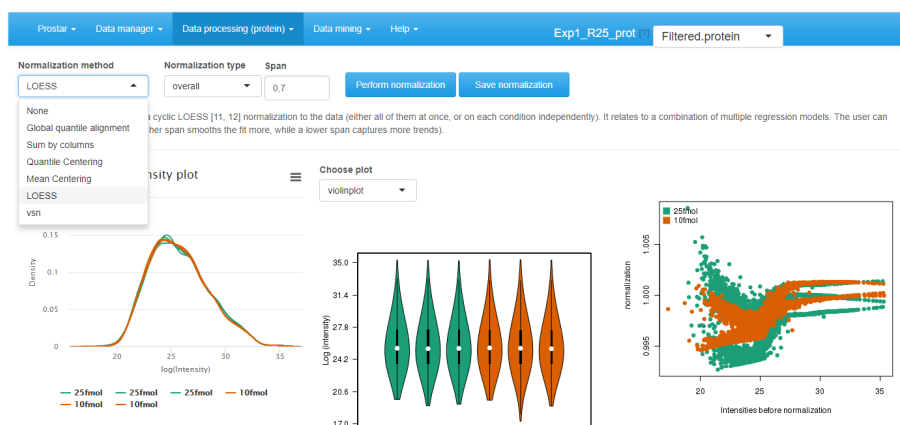 Prostar Data manager Data processing (protein) Data mining Help Exp1_R25_prot [?] Filtered.protein
Normalization method Normalization type Span
LOESS overall 0,7 Perform normalization Save normalization
None
Global quantile alignment
Sum by columns
Quantile Centering
Mean Centering
LOESS
vsn
a cyclic LOESS [11, 12] normalization to the data (either all of them at once, or on each condition independently). It relates to a combination of multiple regression models. The user can
her span smooths the fit more, while a lower span captures more trends).
nsity plot
0.15
0.1
0.05
0
Density
20 25 30 35
log(Intensity)
25fmol 25fmol 25fmol 10fmol
10fmol 10fmol
Choose plot
violinplot
35.0
31.4
27.8
24.2
20.6
17.0
Log (intensity)
25fmol
10fmol
1.005
1.000
0.995
normalization
20 25 30 35
Intensities before normalization